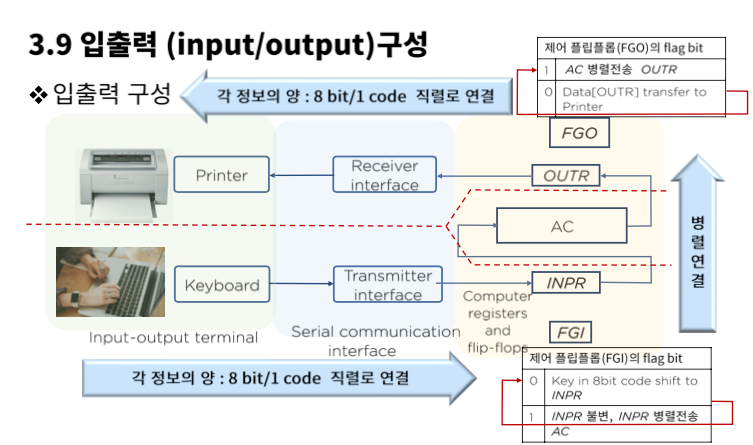 3.9 입출력 (input/output)구성
❖ 입출력 구성
각 정보의 양 : 8 bit/1 code 직렬로 연결
제어 플립플롭(FGO)의 flag bit
1 AC 병렬전송 OUTR
0 Data[OUTR] transfer to
Printer
FGO
Printer
Receiver
interface
OUTR
AC
병렬연결
Keyboard
Transmitter
interface
INPR
Computer
registers
and
flip-flops
FGI
Input-output terminal
Serial communication
interface
각 정보의 양 : 8 bit/1 code 직렬로 연결
제어 플립플롭(FGI)의 flag bit
0 Key in 8bit code shift to
INPR
1 INPR 불변, INPR 병렬전송
AC